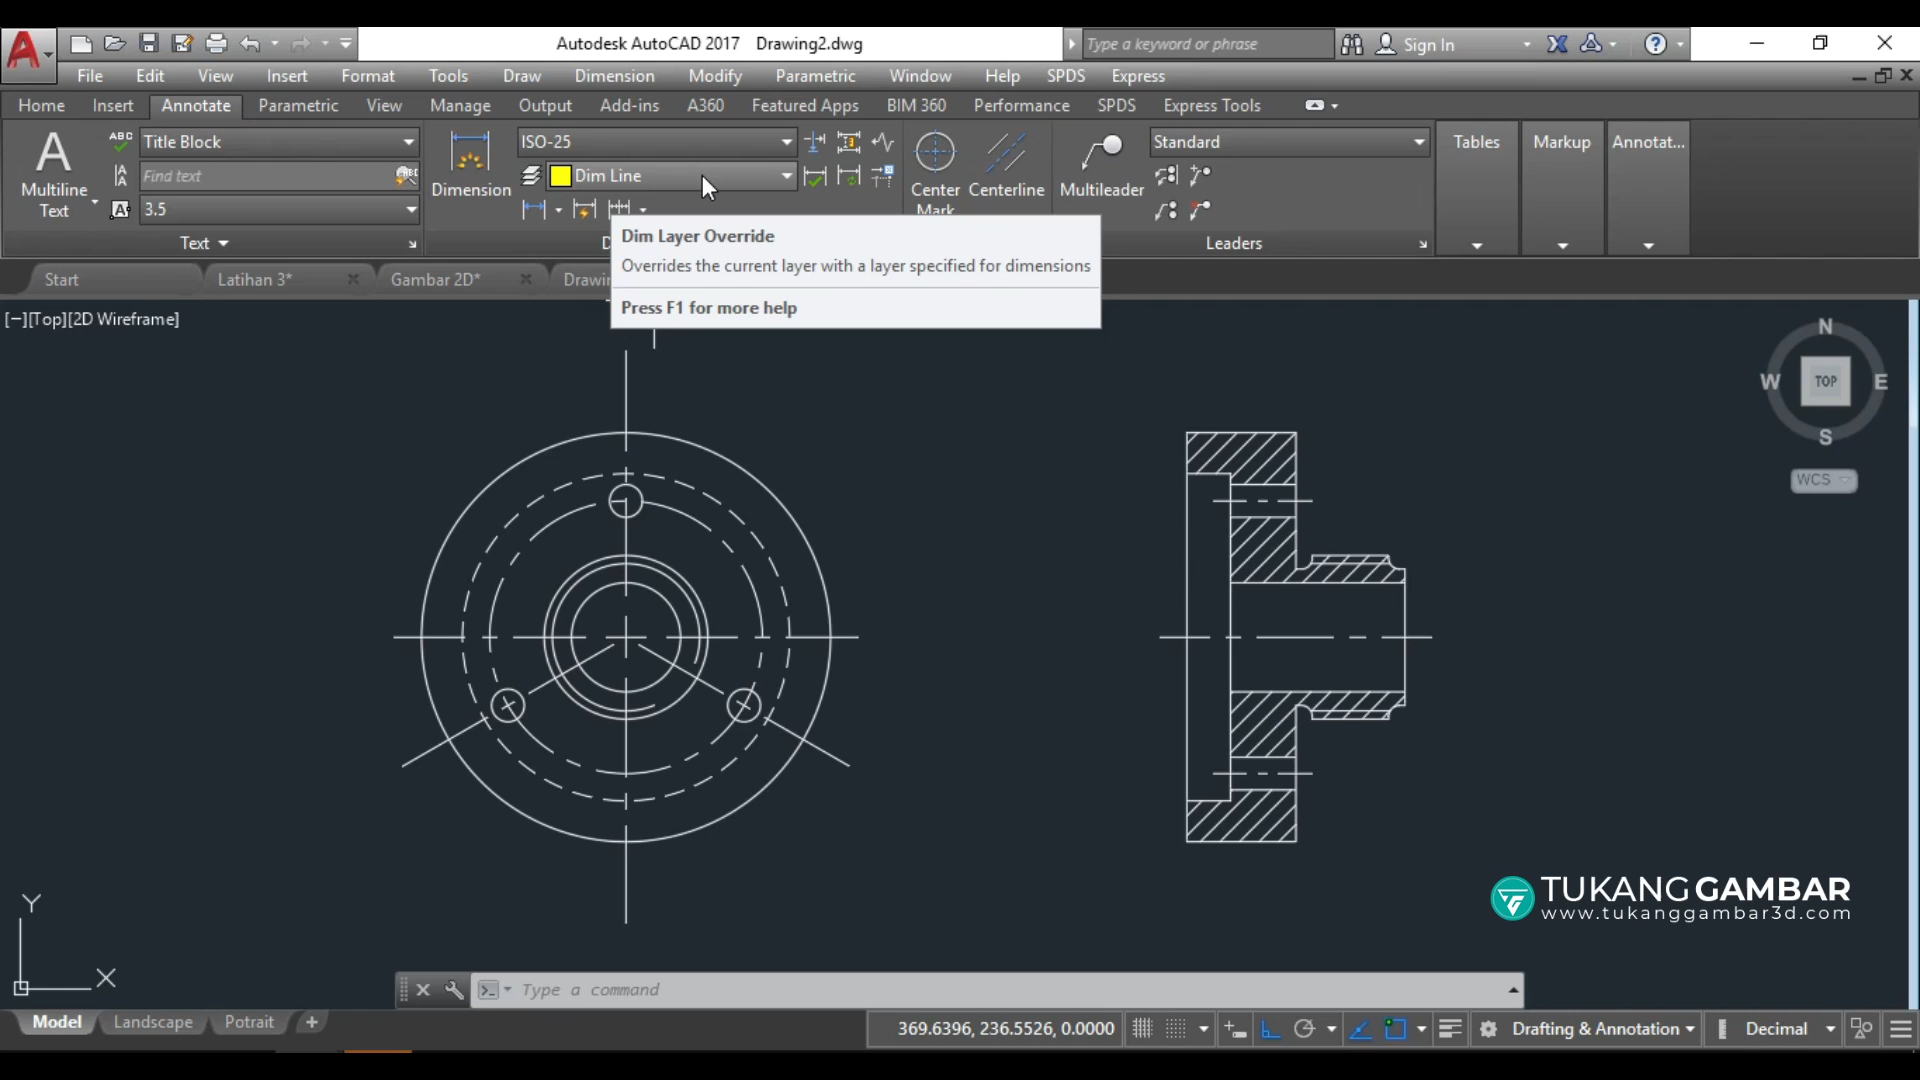 Autodesk AutoCAD 2017 Drawing2.dwg
Type a keyword or phrase
Sign In
File Edit View Insert Format Tools Draw Dimension Modify Parametric Window Help SPDS Express
Home Insert Annotate Parametric View Manage Output Add-ins A360 Featured Apps BIM 360 Performance SPDS Express Tools
A
Multiline
Text
ABC
Title Block
Find text
3.5
Text
Dimension
ISO-25
Dim Line
Center
Mark
Centerline
Multileader
Standard
Leaders
Tables
Markup
Annotat...
Dim Layer Override
Overrides the current layer with a layer specified for dimensions
Press F1 for more help
Start Latihan 3* Gambar 2D*
[−][Top][2D Wireframe]
N
W TOP E
S
WCS
TUKANGGAMBAR
www.tukanggambar3d.com
Y
X
Type a command
Model Landscape Potrait +
369.6396, 236.5526, 0.0000
Drafting & Annotation
Decimal